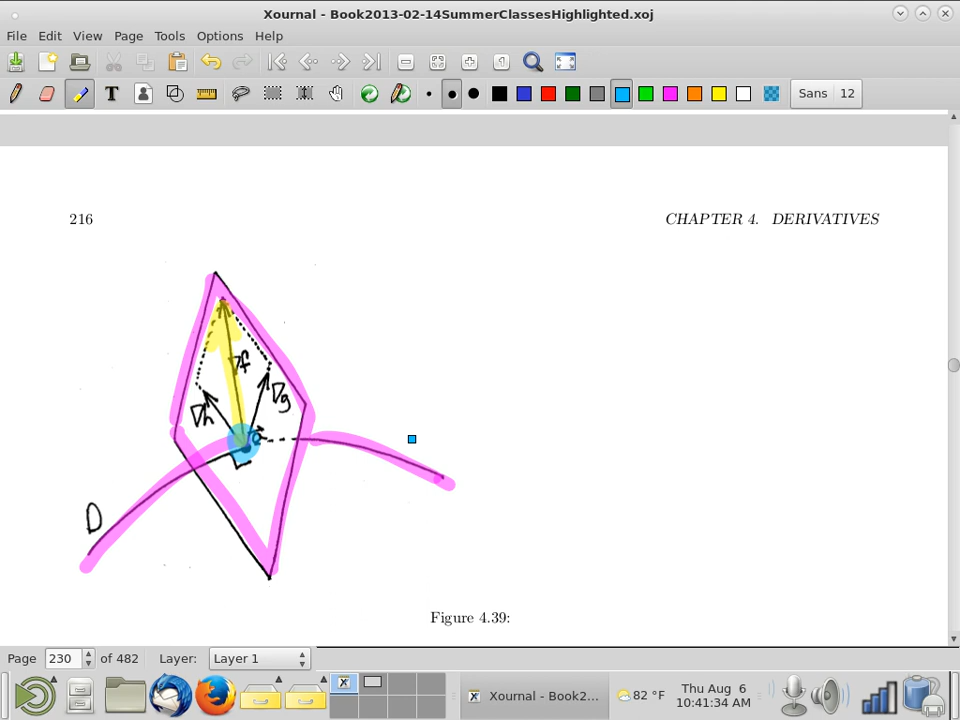 Xournal - Book2013-02-14SummerClassesHighlighted.xoj
File Edit View Page Tools Options Help
T
Sans 12
216 CHAPTER 4. DERIVATIVES
∇f
∇g
∇h
a⃗
D
Figure 4.39:
Page 230 of 482 Layer: Layer 1
Xournal - Book2...
82 °F
Thu Aug 6
10:41:34 AM